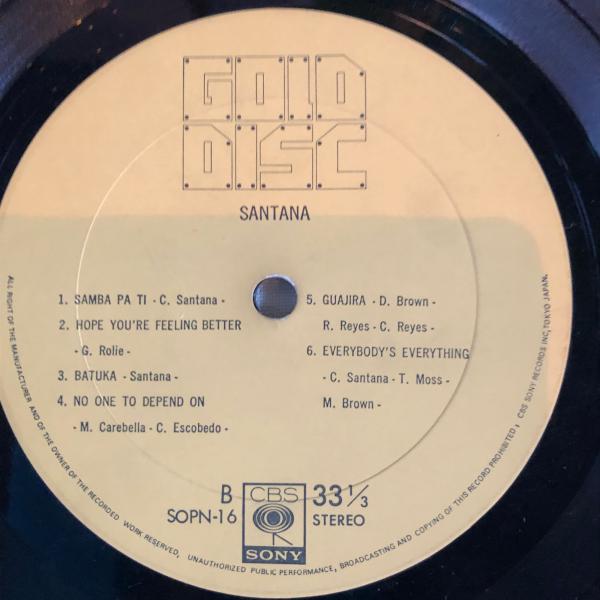 GOLD
DISC
SANTANA
1. SAMBA PA TI - C. Santana -
2. HOPE YOU'RE FEELING BETTER
- G. Rolie -
3. BATUKA - Santana -
4. NO ONE TO DEPEND ON
- M. Carebella - C. Escobedo -
5. GUAJIRA - D. Brown -
R. Reyes - C. Reyes -
6. EVERYBODY'S EVERYTHING
- C. Santana - T. Moss -
M. Brown -
B
SOPN-16
CBS
SONY
33 1/3
STEREO
ALL RIGHT OF THE MANUFACTURER AND OF THE OWNER OF THE RECORDED WORK RESERVED, UNAUTHORIZED PUBLIC PERFORMANCE, BROADCASTING AND COPYING OF THIS RECORD PROHIBITED, CBS SONY RECORDS INC, TOKYO JAPAN.